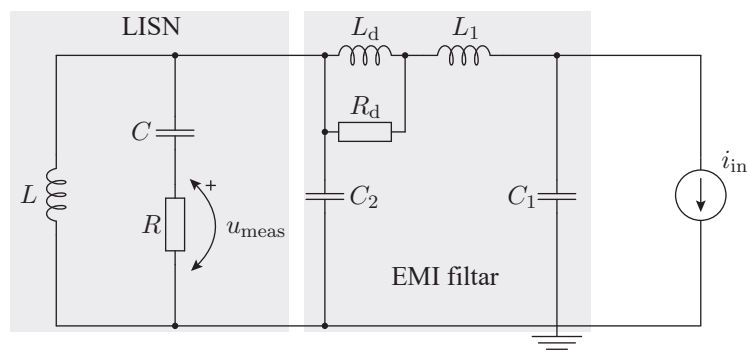 LISN
L_d
L_1
R_d
C
i_in
L
C_2
C_1
+
R
u_meas
EMI filtar